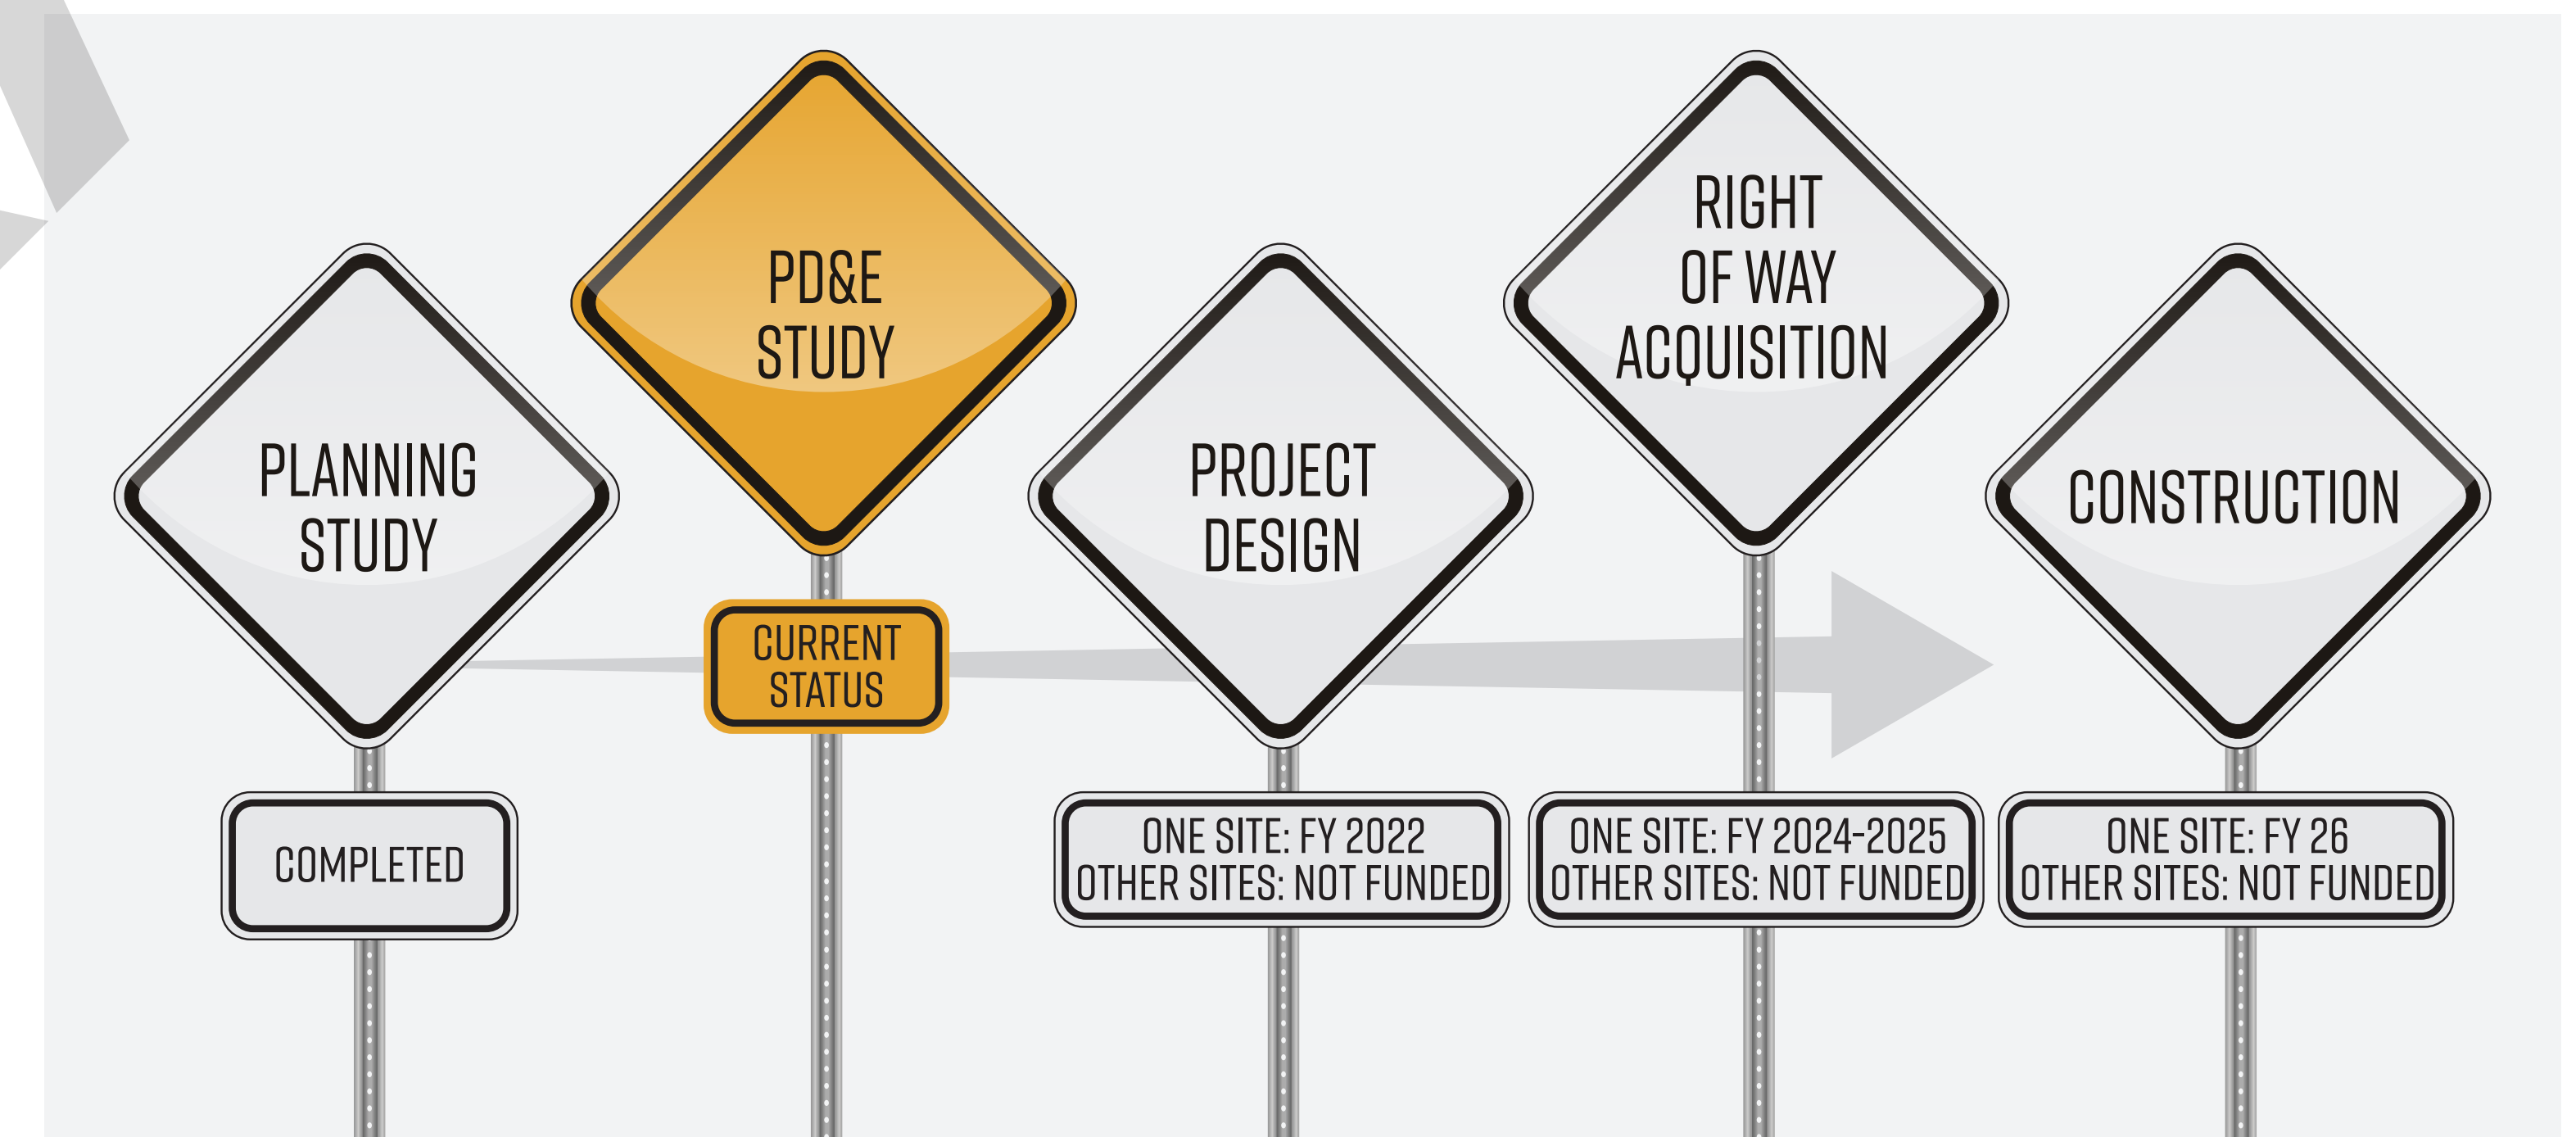 PLANNING
STUDY
COMPLETED
PD&E
STUDY
CURRENT
STATUS
PROJECT
DESIGN
ONE SITE: FY 2022
OTHER SITES: NOT FUNDED
RIGHT
OF WAY
ACQUISITION
ONE SITE: FY 2024-2025
OTHER SITES: NOT FUNDED
CONSTRUCTION
ONE SITE: FY 26
OTHER SITES: NOT FUNDED